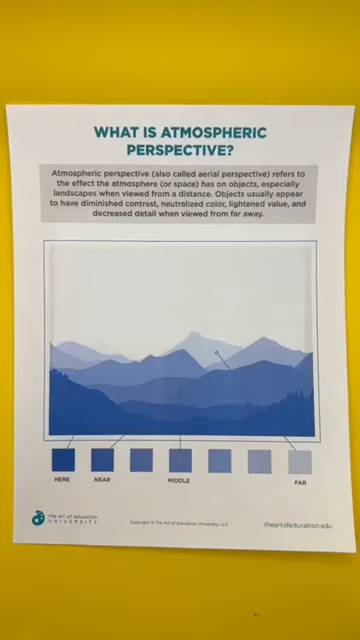 WHAT IS ATMOSPHERIC
PERSPECTIVE?
Atmospheric perspective (also called aerial perspective) refers to
the effect the atmosphere (or space) has on objects, especially
landscapes when viewed from a distance. Objects usually appear
to have diminished contrast, neutralized color, lightened value, and
decreased detail when viewed from far away.
HERE NEAR MIDDLE FAR
the art of education
UNIVERSITY
Copyright © The Art of Education University, LLC
theartofeducation.edu